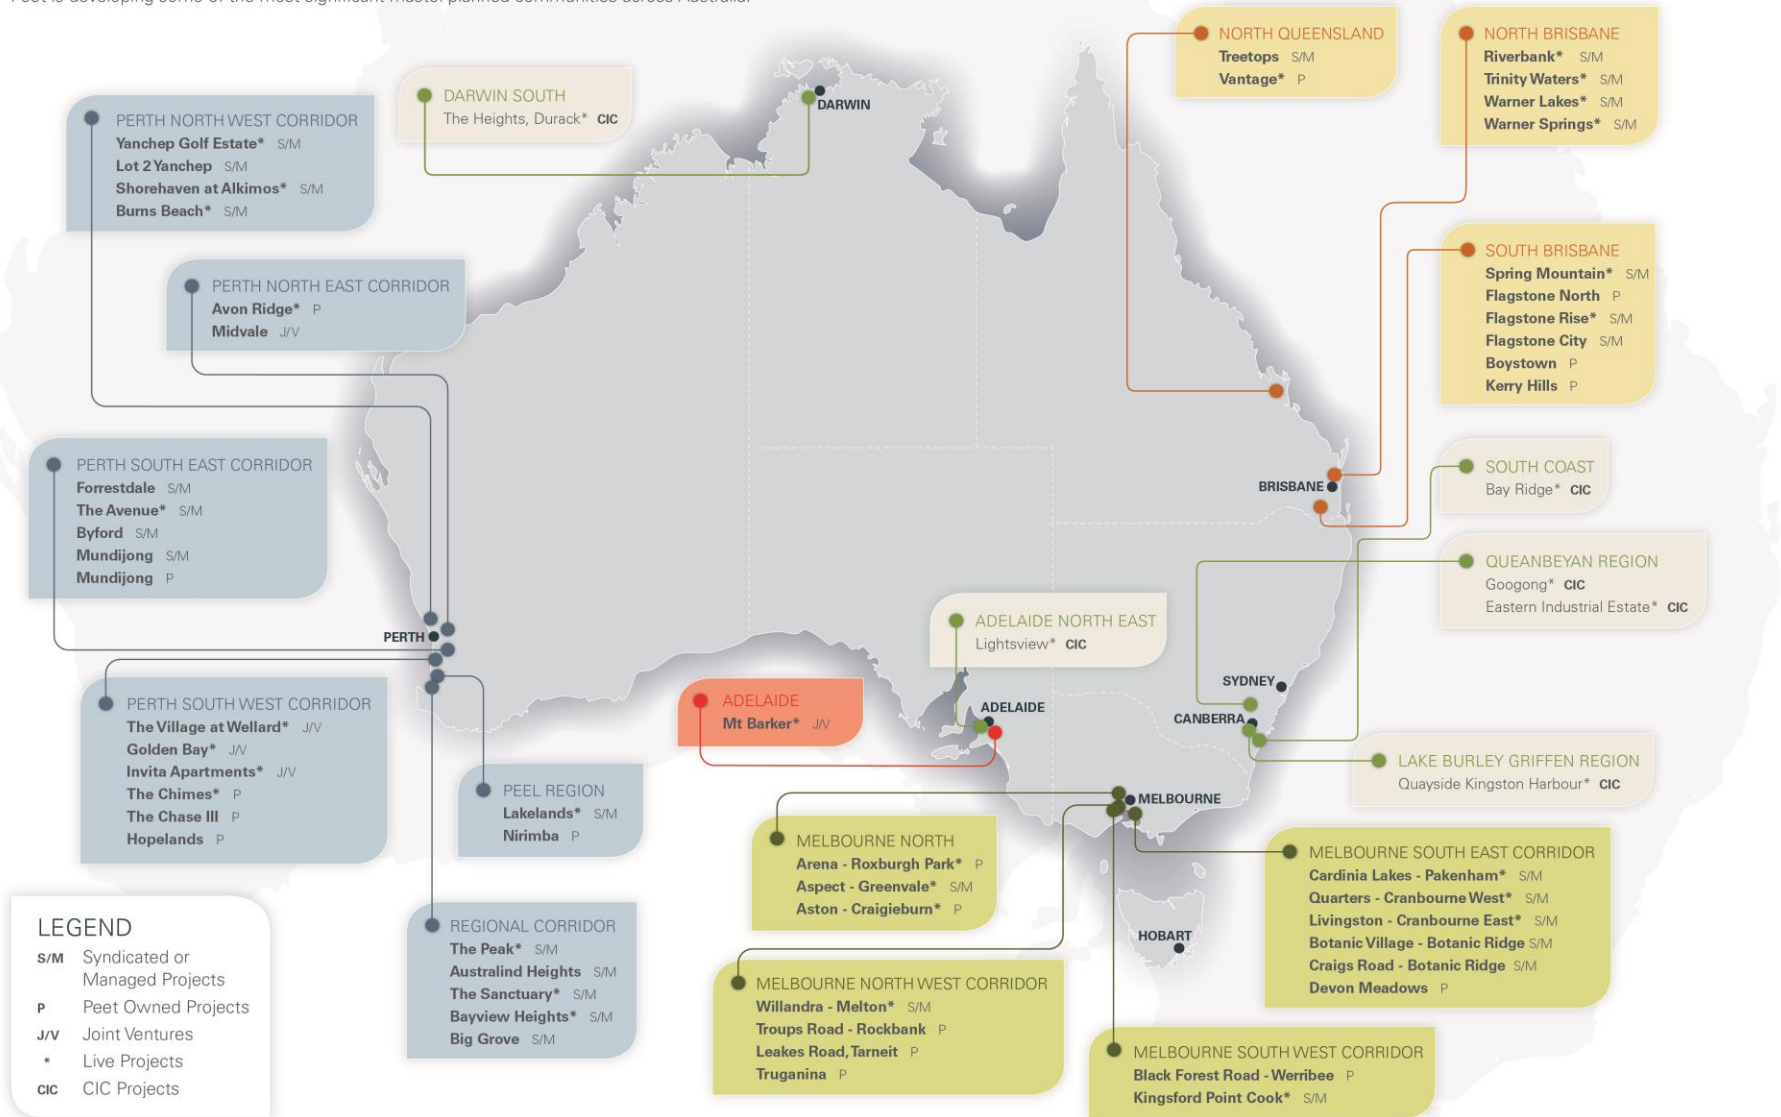 PERTH NORTH WEST CORRIDOR
Yanchep Golf Estate* S/M
Lot 2 Yanchep S/M
Shorehaven at Alkimos* S/M
Burns Beach* S/M
DARWIN SOUTH
The Heights, Durack* CIC
DARWIN
NORTH QUEENSLAND
Treetops S/M
Vantage* P
NORTH BRISBANE
Riverbank* S/M
Trinity Waters* S/M
Warner Lakes* S/M
Warner Springs* S/M
PERTH NORTH EAST CORRIDOR
Avon Ridge* P
Midvale J/V
SOUTH BRISBANE
Spring Mountain* S/M
Flagstone North P
Flagstone Rise* S/M
Flagstone City S/M
Boystown P
Kerry Hills P
PERTH SOUTH EAST CORRIDOR
Forrestdale S/M
The Avenue* S/M
Byford S/M
Mundijong S/M
Mundijong P
BRISBANE
SOUTH COAST
Bay Ridge* CIC
QUEANBEYAN REGION
Googong* CIC
Eastern Industrial Estate* CIC
PERTH
ADELAIDE NORTH EAST
Lightsview* CIC
PERTH SOUTH WEST CORRIDOR
The Village at Wellard* J/V
Golden Bay* J/V
Invita Apartments* J/V
The Chimes* P
The Chase III P
Hopelands P
ADELAIDE
Mt Barker* J/V
ADELAIDE
SYDNEY
CANBERRA
LAKE BURLEY GRIFFEN REGION
Quayside Kingston Harbour* CIC
PEEL REGION
Lakelands* S/M
Nirimba P
MELBOURNE
MELBOURNE NORTH
Arena - Roxburgh Park* P
Aspect - Greenvale* S/M
Aston - Craigieburn* P
MELBOURNE SOUTH EAST CORRIDOR
Cardinia Lakes - Pakenham* S/M
Quarters - Cranbourne West* S/M
Livingston - Cranbourne East* S/M
Botanic Village - Botanic Ridge S/M
Craigs Road - Botanic Ridge S/M
Devon Meadows P
LEGEND
S/M Syndicated or
Managed Projects
P Peet Owned Projects
J/V Joint Ventures
* Live Projects
CIC CIC Projects
REGIONAL CORRIDOR
The Peak* S/M
Australind Heights S/M
The Sanctuary* S/M
Bayview Heights* S/M
Big Grove S/M
HOBART
MELBOURNE NORTH WEST CORRIDOR
Willandra - Melton* S/M
Troups Road - Rockbank P
Leakes Road, Tarneit P
Truganina P
MELBOURNE SOUTH WEST CORRIDOR
Black Forest Road - Werribee P
Kingsford Point Cook* S/M